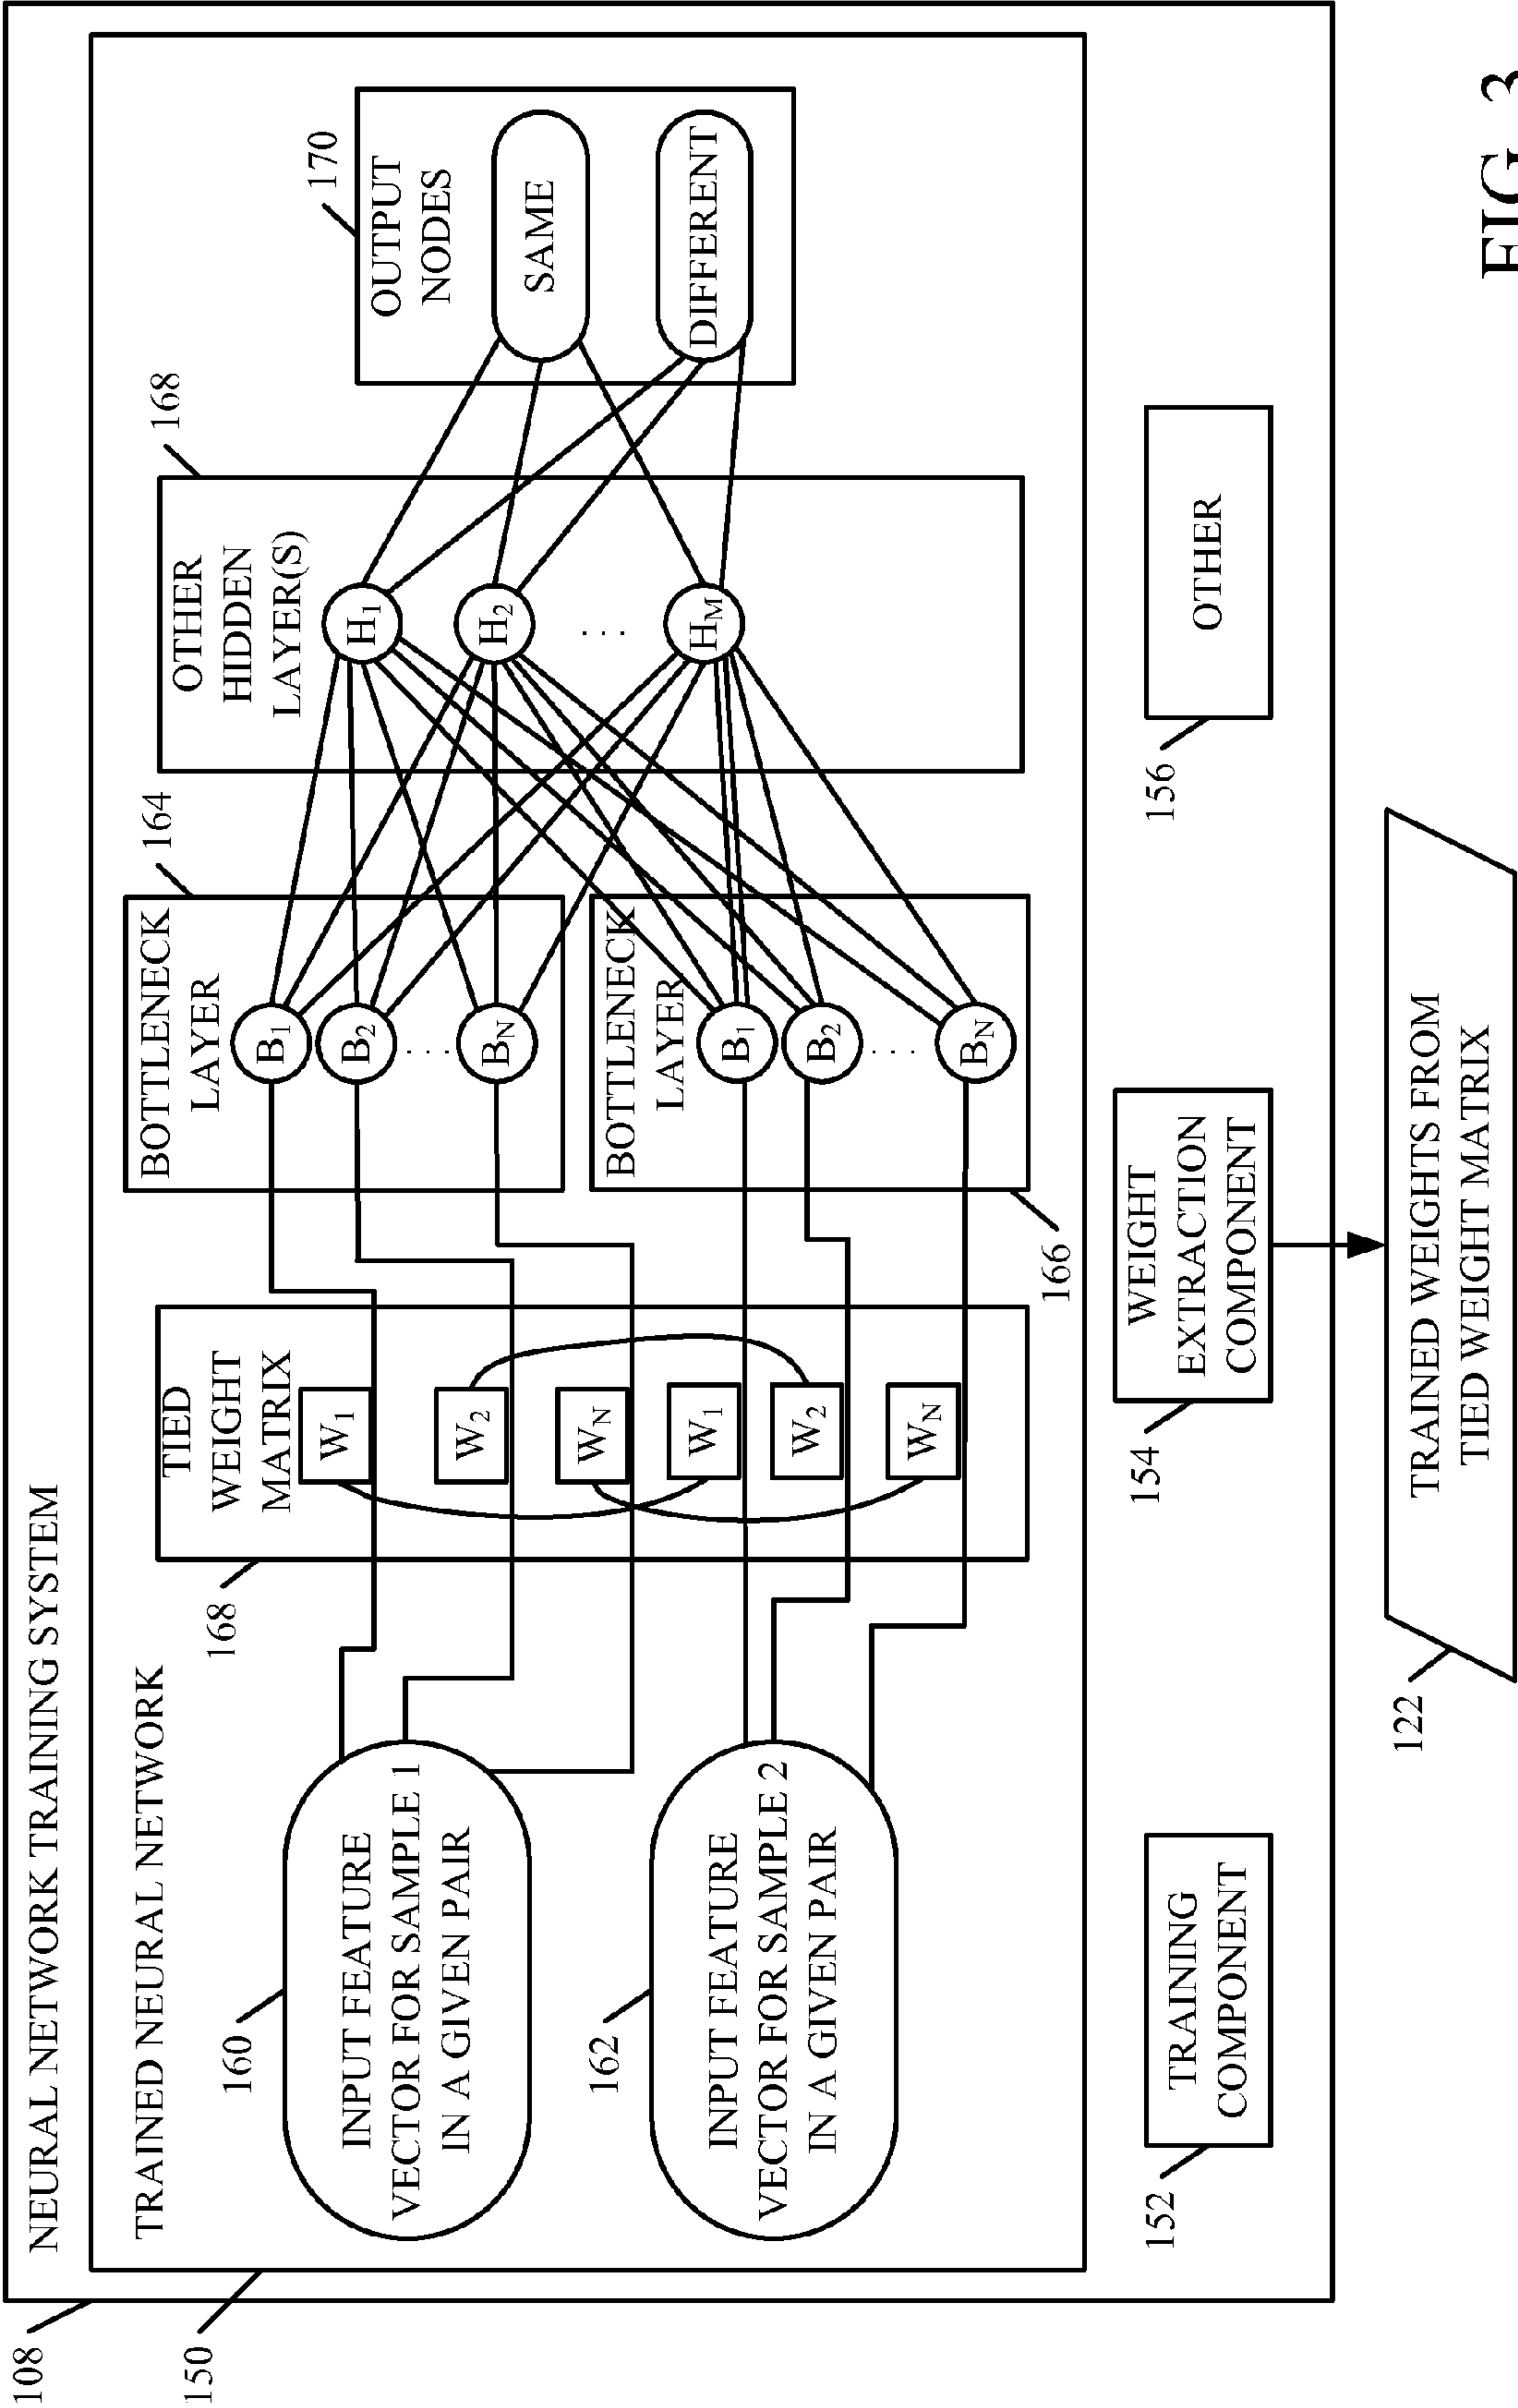 108
NEURAL NETWORK TRAINING SYSTEM
150
TRAINED NEURAL NETWORK
160
INPUT FEATURE
VECTOR FOR SAMPLE 1
IN A GIVEN PAIR
162
INPUT FEATURE
VECTOR FOR SAMPLE 2
IN A GIVEN PAIR
168
TIED
WEIGHT
MATRIX
W1
W2
WN
W1
W2
WN
164
BOTTLENECK
LAYER
B1
B2
...
BN
BOTTLENECK
LAYER
B1
B2
...
BN
166
168
OTHER
HIDDEN
LAYER(S)
H1
H2
...
HM
170
OUTPUT
NODES
SAME
DIFFERENT
152
TRAINING
COMPONENT
154
WEIGHT
EXTRACTION
COMPONENT
156
OTHER
122
TRAINED WEIGHTS FROM
TIED WEIGHT MATRIX
FIG. 3